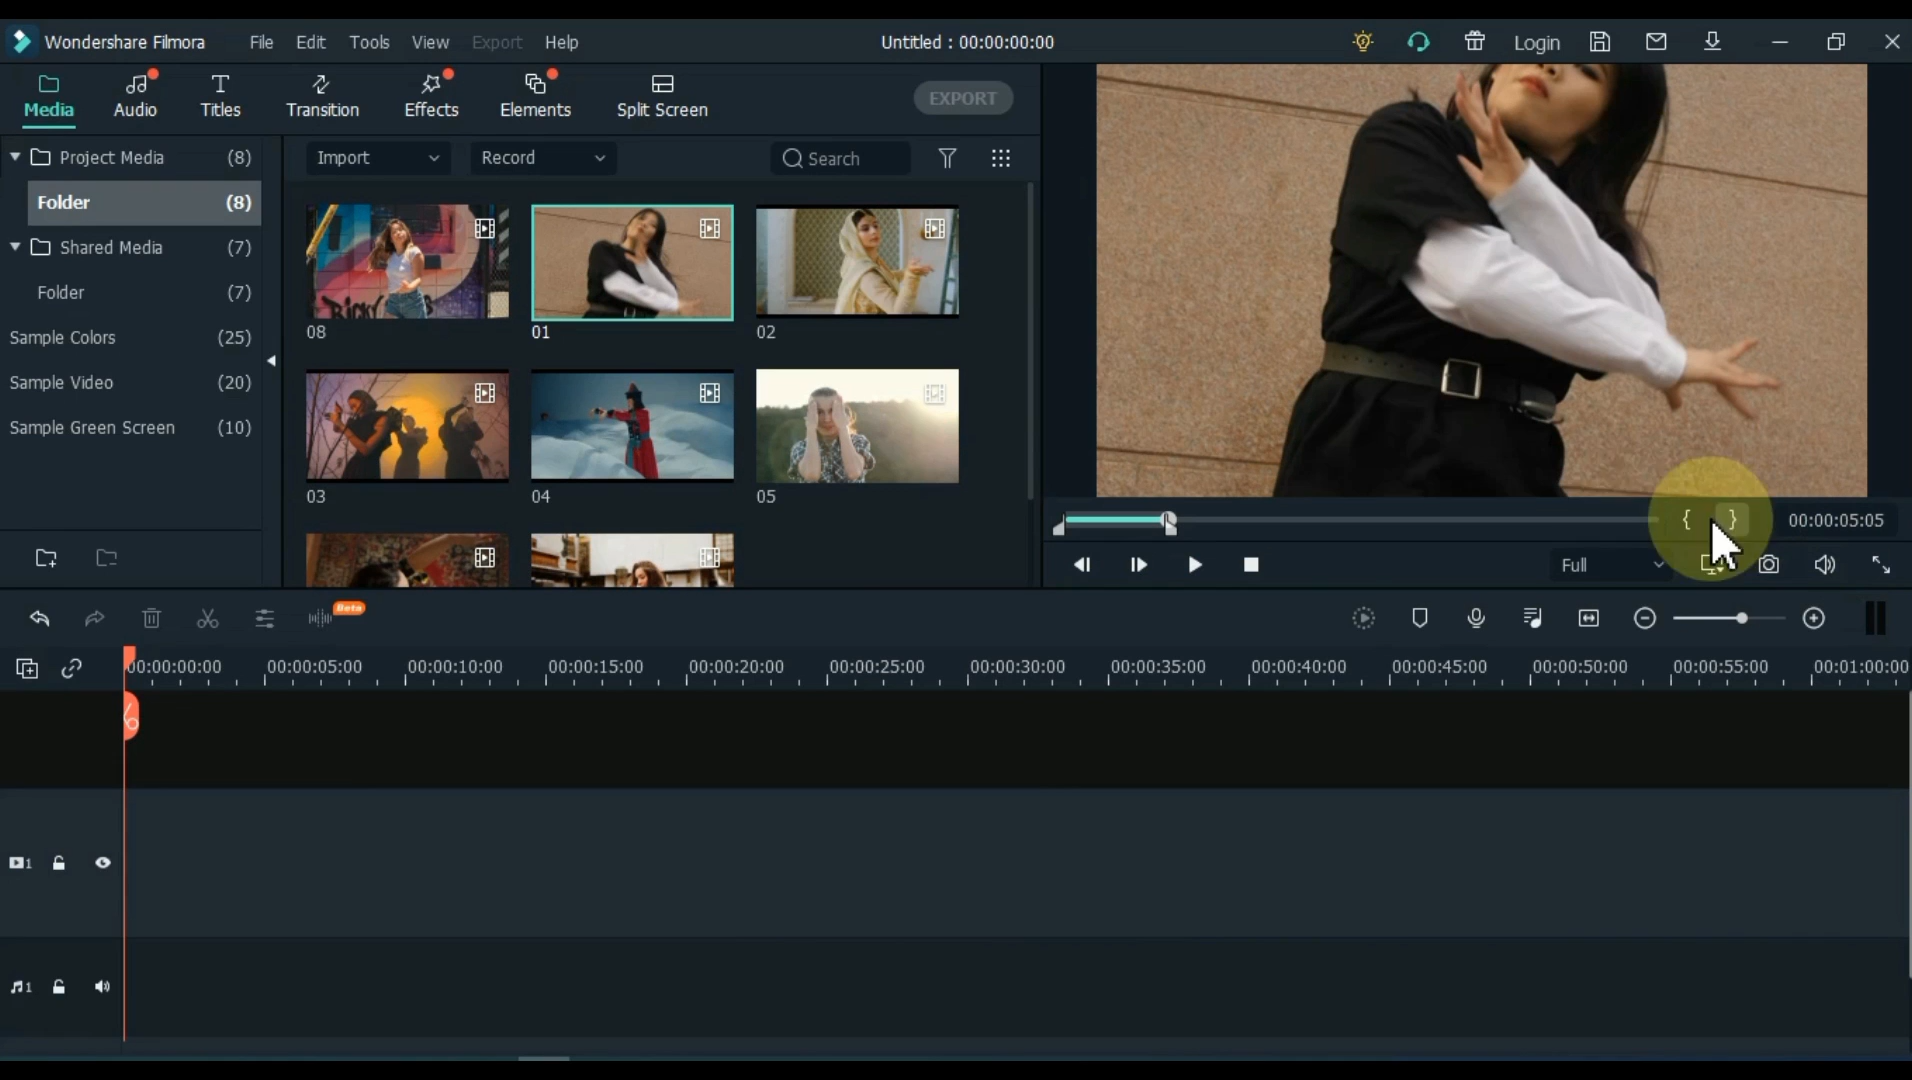 Wondershare Filmora File Edit Tools View Export Help Untitled : 00:00:00:00 Login
Media Audio Titles Transition Effects Elements Split Screen EXPORT
Project Media (8) Import Record Search
Folder (8)
Shared Media (7)
Folder (7)
Sample Colors (25)
Sample Video (20)
Sample Green Screen (10)
08 01 02
03 04 05
{ } 00:00:05:05
Full
Beta
00:00:00:00 00:00:05:00 00:00:10:00 00:00:15:00 00:00:20:00 00:00:25:00 00:00:30:00 00:00:35:00 00:00:40:00 00:00:45:00 00:00:50:00 00:00:55:00 00:01:00:00
1
1